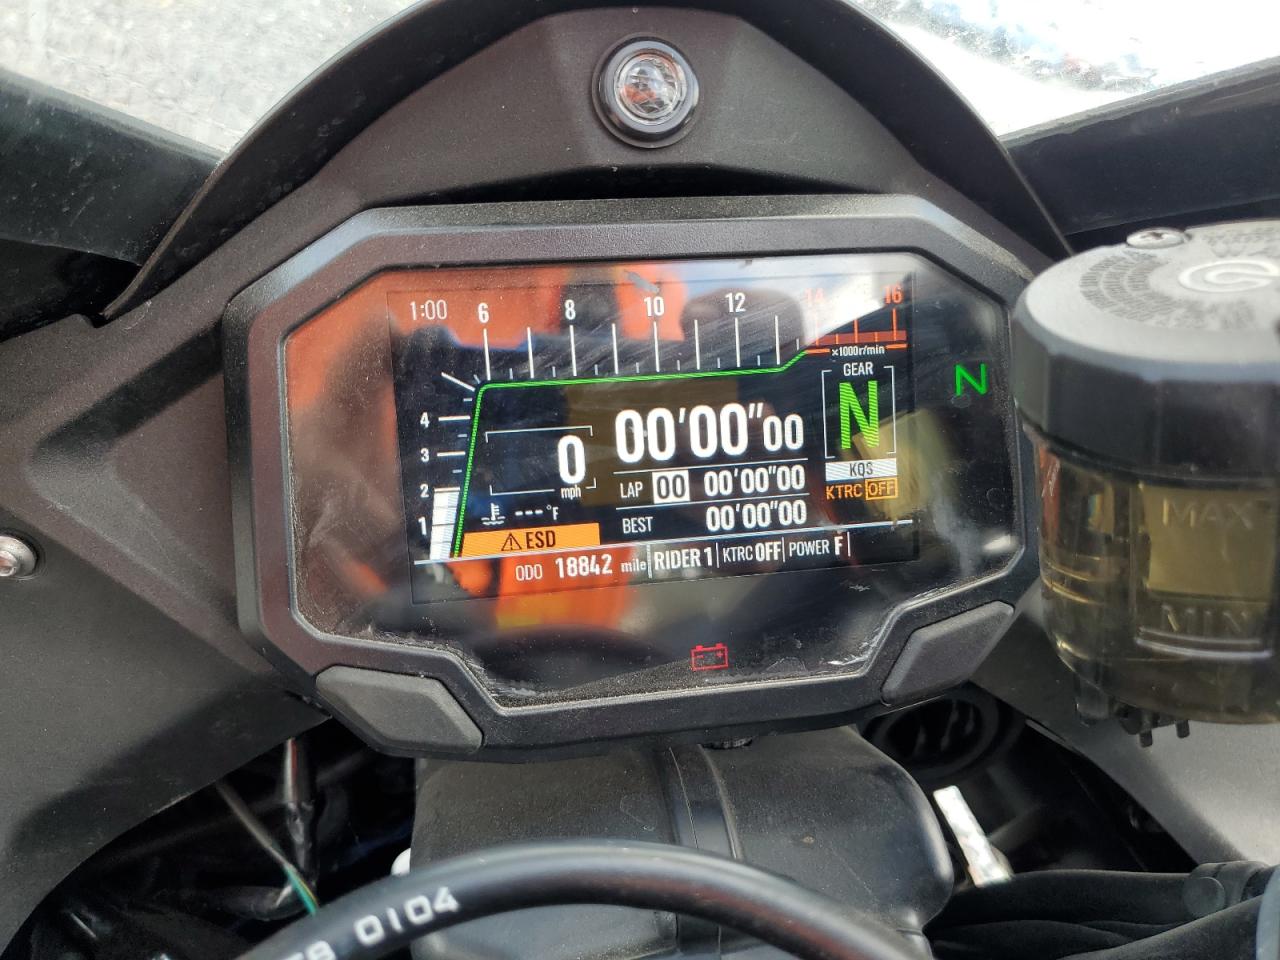 1:00
6 8 10 12 14 16
×1000r/min
4
3
2
1
GEAR
N
N
0
mph
00'00"00
LAP 00 00'00"00
BEST 00'00"00
KQS
KTRC OFF
---°F
ESD
ODO 18842 mile
RIDER 1
KTRC OFF
POWER F
MAX
MIN
0104